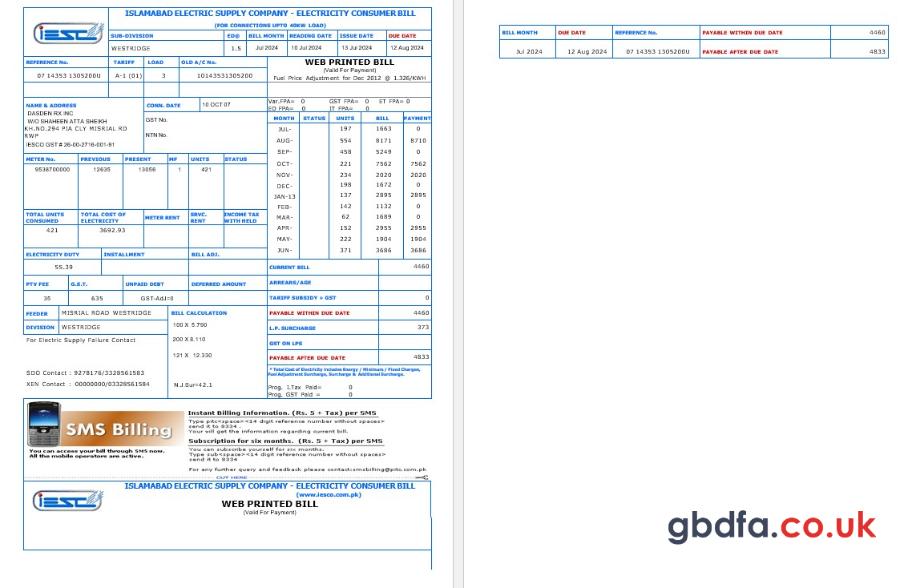 ISLAMABAD ELECTRIC SUPPLY COMPANY - ELECTRICITY CONSUMER BILL
(FOR CONNECTIONS UPTO 40KW LOAD)
iesco
SUB-DIVISION ED@ BILL MONTH READING DATE ISSUE DATE DUE DATE
WESTRIDGE 1.5 Jul 2024 10 Jul 2024 13 Jul 2024 12 Aug 2024
REFERENCE No. TARIFF LOAD OLD A/C No.
07 14353 1305200U A-1 (01) 3 10143531305200
WEB PRINTED BILL
(Valid For Payment)
Fuel Price Adjustment for Dec 2012 @ 1.326/KWH
Var.FPA= 0 GST FPA= 0 ET FPA= 0
ED FPA= 0 IT FPA= 0
NAME & ADDRESS
DASDEN RX INC
W/O SHAHEEN ATTA SHEIKH
KH.NO.294 PIA CLY MISRIAL RD
RWP
IESCO GST # 26-00-2716-001-91
CONN. DATE 10 OCT 07
GST No.
NTN No.
MONTH STATUS UNITS BILL PAYMENT
JUL- 197 1663 0
AUG- 554 8171 8710
SEP- 458 5249 0
OCT- 221 7562 7562
NOV- 234 2020 2020
DEC- 198 1672 0
JAN-13 137 2895 2895
FEB- 142 1132 0
MAR- 62 1689 0
APR- 152 2955 2955
MAY- 222 1904 1904
JUN- 371 3686 3686
METER No. PREVIOUS PRESENT MF UNITS STATUS
9538700000 12635 13056 1 421
TOTAL UNITS CONSUMED TOTAL COST OF ELECTRICITY METER RENT SRVC. RENT INCOME TAX WITH HELD
421 3692.93
ELECTRICITY DUTY INSTALLMENT BILL ADJ.
55.39
PTV FEE G.S.T. UNPAID DEBT DEFERRED AMOUNT
35 635 GST-Adj=0
CURRENT BILL 4460
ARREARS/AGE
TARIFF SUBSIDY + GST 0
PAYABLE WITHIN DUE DATE 4460
L.P. SURCHARGE 373
GST ON LPS
PAYABLE AFTER DUE DATE 4833
FEEDER MISRIAL ROAD WESTRIDGE
DIVISION WESTRIDGE
BILL CALCULATION
100 X 5.790
200 X 8.110
121 X 12.330
N.J.Sur=42.1
For Electric Supply Failure Contact
SDO Contact : 9278176/3328561583
XEN Contact : 00000000/03328561584
* Total Cost of Electricity Includes Energy / Minimum / Fixed Charges,
Fuel Adjustment Surcharge, Surcharge & Additional Surcharge.
Prog. I.Tax Paid= 0
Prog. GST Paid = 0
SMS Billing
You can access your bill through SMS now.
All the mobile operators are active.
Instant Billing Information. (Rs. 5 + Tax) per SMS
Type pitc<space><14 digit reference number without spaces>
send it to 8334 .
Your will get the information regarding current bill.
Subscription for six months. (Rs. 5 + Tax) per SMS
You can subscribe yourself for six months.
Type sub<space><14 digit reference number without spaces>
send it to 8334
For any further query and feedback please contact:smsbilling@pitc.com.pk
CUT HERE
iesco
ISLAMABAD ELECTRIC SUPPLY COMPANY - ELECTRICITY CONSUMER BILL
(www.iesco.com.pk)
WEB PRINTED BILL
(Valid For Payment)
BILL MONTH DUE DATE REFERENCE No. PAYABLE WITHIN DUE DATE 4460
Jul 2024 12 Aug 2024 07 14353 1305200U PAYABLE AFTER DUE DATE 4833
gbdfa.co.uk